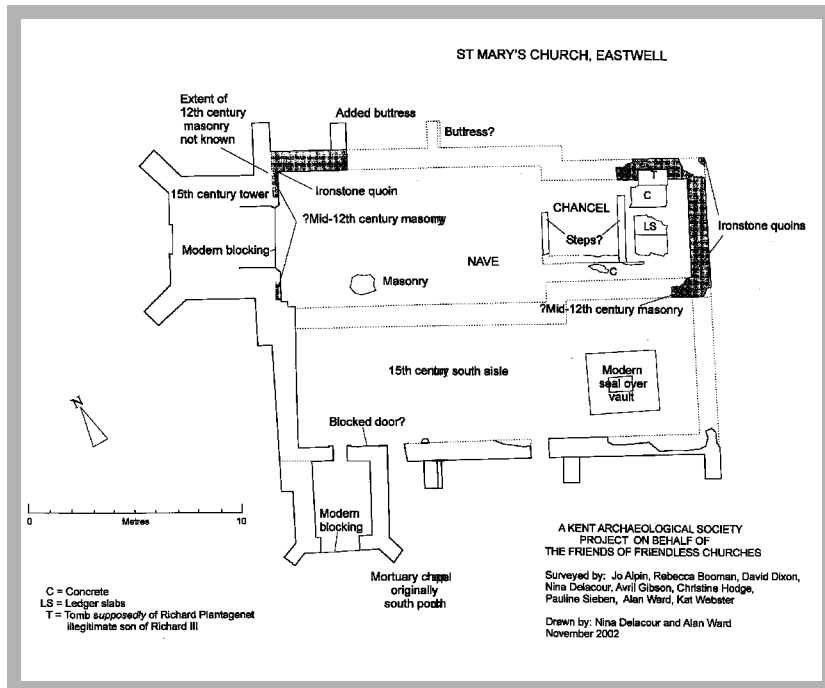 ST MARY'S CHURCH, EASTWELL
Extent of
12th century
masonry
not known
Added buttress
Buttress?
15th century tower
Ironstone quoin
?Mid-12th century masonry
Modern blocking
NAVE
Masonry
CHANCEL
Steps?
T
C
LS
C
Ironstone quoins
?Mid-12th century masonry
15th century south aisle
Modern
seal over
vault
Blocked door?
N
0
Metres
10
Modern
blocking
Mortuary chapel
originally
south porch
C = Concrete
LS = Ledger slabs
T = Tomb supposedly of Richard Plantagenet
illegitimate son of Richard III
A KENT ARCHAEOLOGICAL SOCIETY
PROJECT ON BEHALF OF
THE FRIENDS OF FRIENDLESS CHURCHES
Surveyed by: Jo Alpin, Rebecca Booman, David Dixon,
Nina Delacour, Avril Gibson, Christine Hodge,
Pauline Sieben, Alan Ward, Kat Webster
Drawn by: Nina Delacour and Alan Ward
November 2002